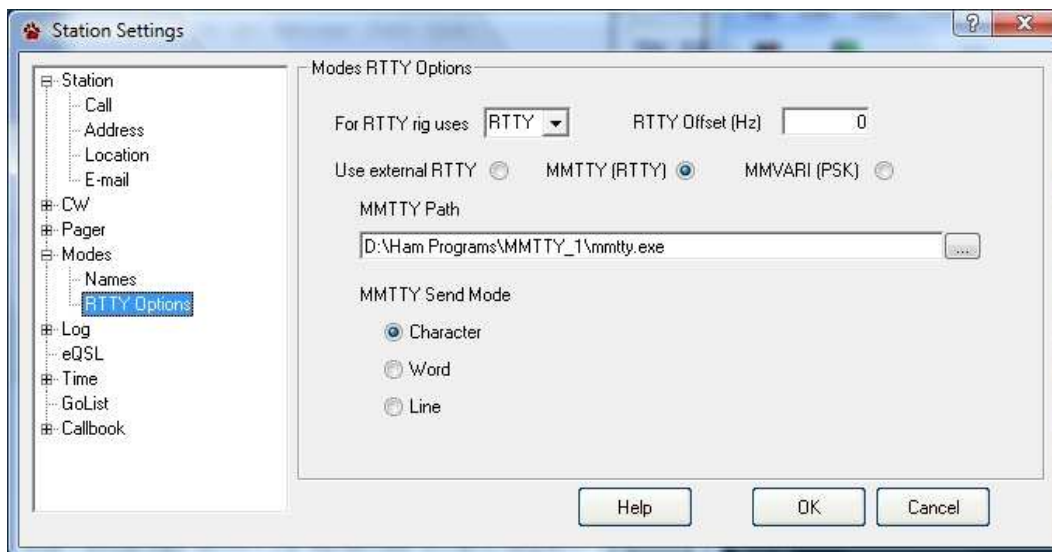 Station Settings
Station
Call
Address
Location
E-mail
CW
Pager
Modes
Names
RTTY Options
Log
eQSL
Time
GoList
Callbook
Modes RTTY Options
For RTTY rig uses RTTY RTTY Offset (Hz) 0
Use external RTTY MMTTY (RTTY) MMVARI (PSK)
MMTTY Path
D:\Ham Programs\MMTTY_1\mmtty.exe ...
MMTTY Send Mode
Character
Word
Line
Help OK Cancel